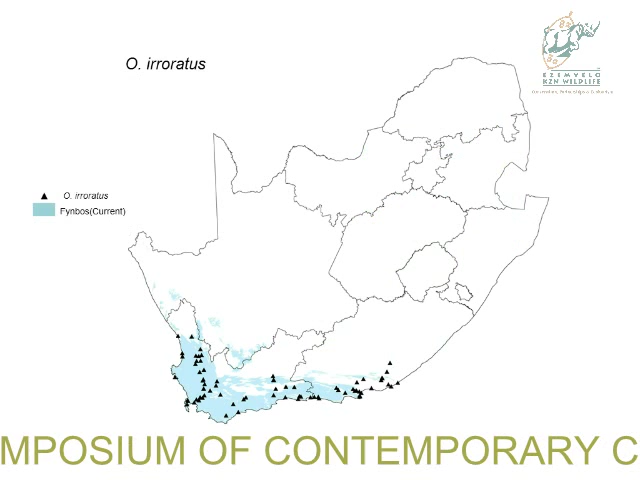 O. irroratus
EZEMVELO
KZN WILDLIFE
O. irroratus
Fynbos(Current)
MPOSIUM OF CONTEMPORARY C